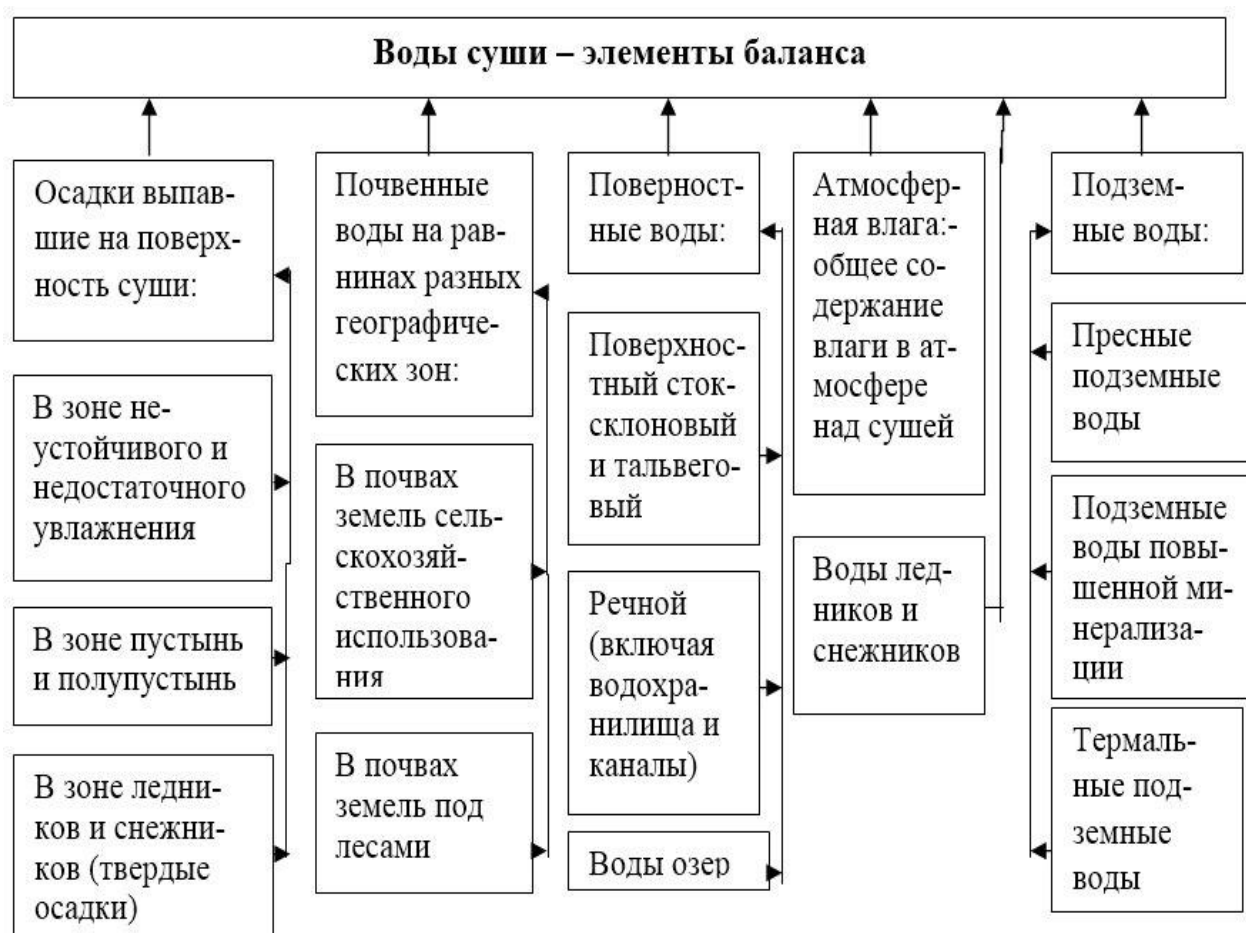 Воды суши – элементы баланса
Осадки выпав-
шие на поверх-
ность суши:
В зоне не-
устойчивого и
недостаточного
увлажнения
В зоне пустынь
и полупустынь
В зоне ледни-
ков и снежни-
ков (твердые
осадки)
Почвенные
воды на рав-
нинах разных
географиче-
ских зон:
В почвах
земель сель-
скохозяй-
ственного
использова-
ния
В почвах
земель под
лесами
Поверност-
ные воды:
Поверхнос-
тный сток-
склоновый
и тальвего-
вый
Речной
(включая
водохра-
нилища и
каналы)
Воды озер
Атмосфер-
ная влага:-
общее со-
держание
влаги в ат-
мосфере
над сушей
Воды лед-
ников и
снежников
Подзем-
ные воды:
Пресные
подземные
воды
Подземные
воды повы-
шенной ми-
нерализа-
ции
Термаль-
ные под-
земные
воды